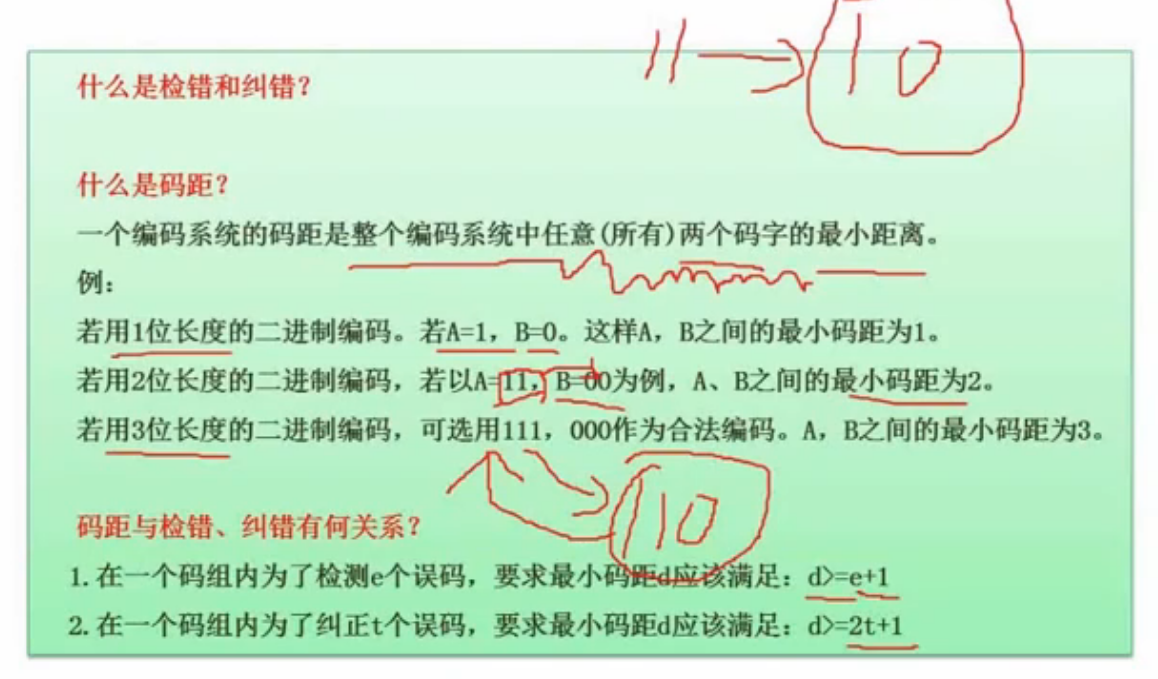 11→10
什么是检错和纠错？
什么是码距？
一个编码系统的码距是整个编码系统中任意(所有)两个码字的最小距离。
例：
若用1位长度的二进制编码。若A=1，B=0。这样A，B之间的最小码距为1。
若用2位长度的二进制编码，若以A=11，B=00为例，A、B之间的最小码距为2。
若用3位长度的二进制编码，可选用111，000作为合法编码。A，B之间的最小码距为3。
110
码距与检错、纠错有何关系？
1.在一个码组内为了检测e个误码，要求最小码距d应该满足：d>=e+1
2.在一个码组内为了纠正t个误码，要求最小码距d应该满足：d>=2t+1